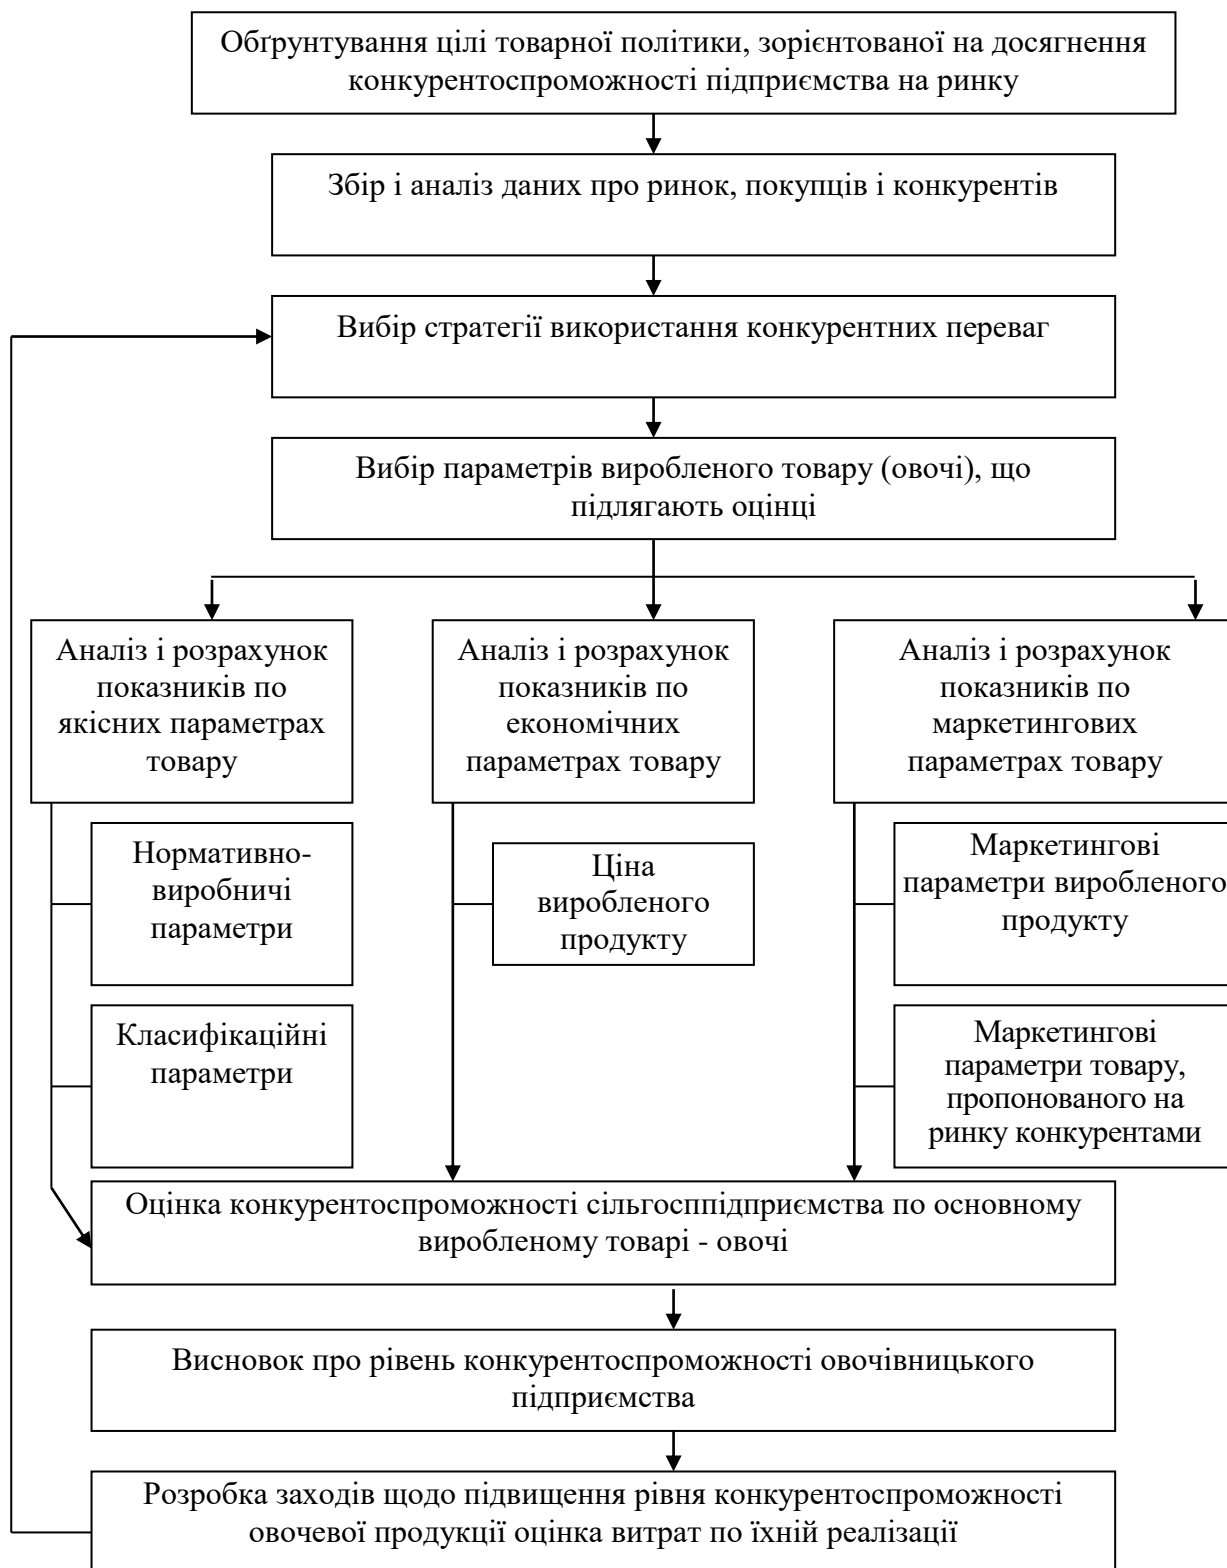 Обґрунтування цілі товарної політики, зорієнтованої на досягнення
конкурентоспроможності підприємства на ринку
Збір і аналіз даних про ринок, покупців і конкурентів
Вибір стратегії використання конкурентних переваг
Вибір параметрів виробленого товару (овочі), що
підлягають оцінці
Аналіз і розрахунок
показників по
якісних параметрах
товару
Аналіз і розрахунок
показників по
економічних
параметрах товару
Аналіз і розрахунок
показників по
маркетингових
параметрах товару
Нормативно-
виробничі
параметри
Ціна
виробленого
продукту
Маркетингові
параметри виробленого
продукту
Класифікаційні
параметри
Маркетингові
параметри товару,
пропонованого на
ринку конкурентами
Оцінка конкурентоспроможності сільгосппідприємства по основному
виробленому товарі - овочі
Висновок про рівень конкурентоспроможності овочівницького
підприємства
Розробка заходів щодо підвищення рівня конкурентоспроможності
овочевої продукції оцінка витрат по їхній реалізації